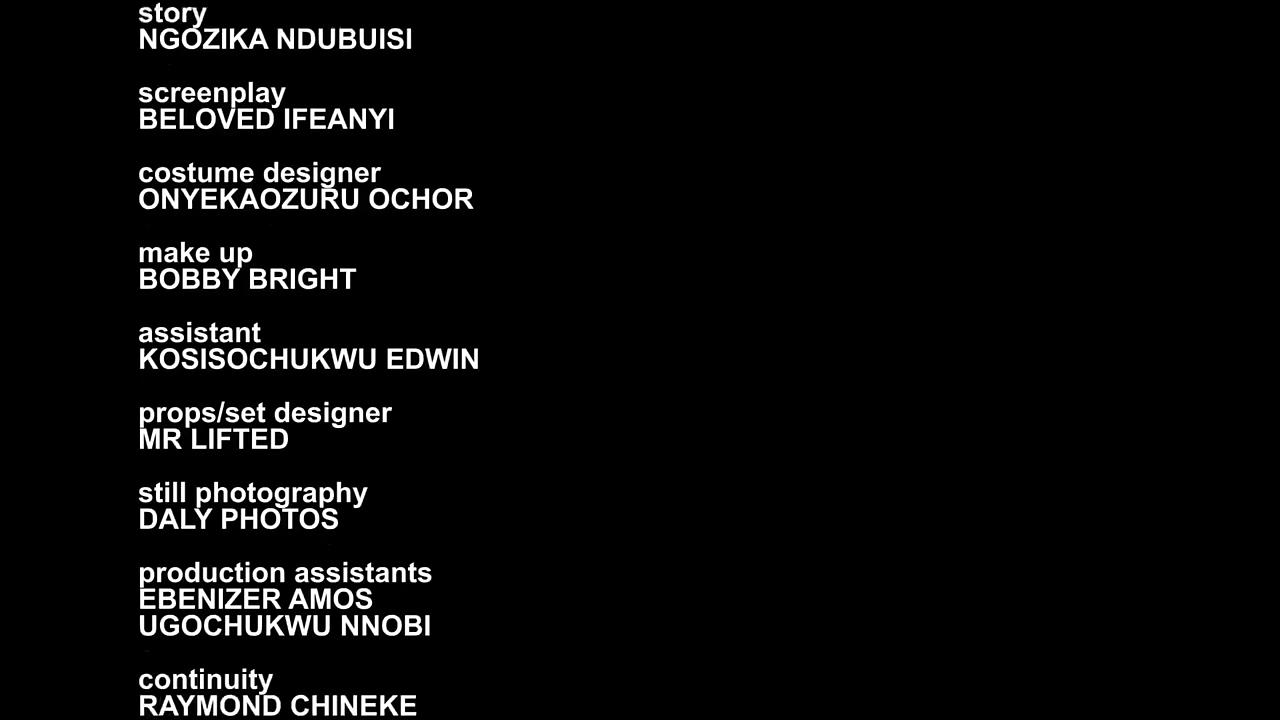 story
NGOZIKA NDUBUISI
screenplay
BELOVED IFEANYI
costume designer
ONYEKAOZURU OCHOR
make up
BOBBY BRIGHT
assistant
KOSISOCHUKWU EDWIN
props/set designer
MR LIFTED
still photography
DALY PHOTOS
production assistants
EBENIZER AMOS
UGOCHUKWU NNOBI
continuity
RAYMOND CHINEKE